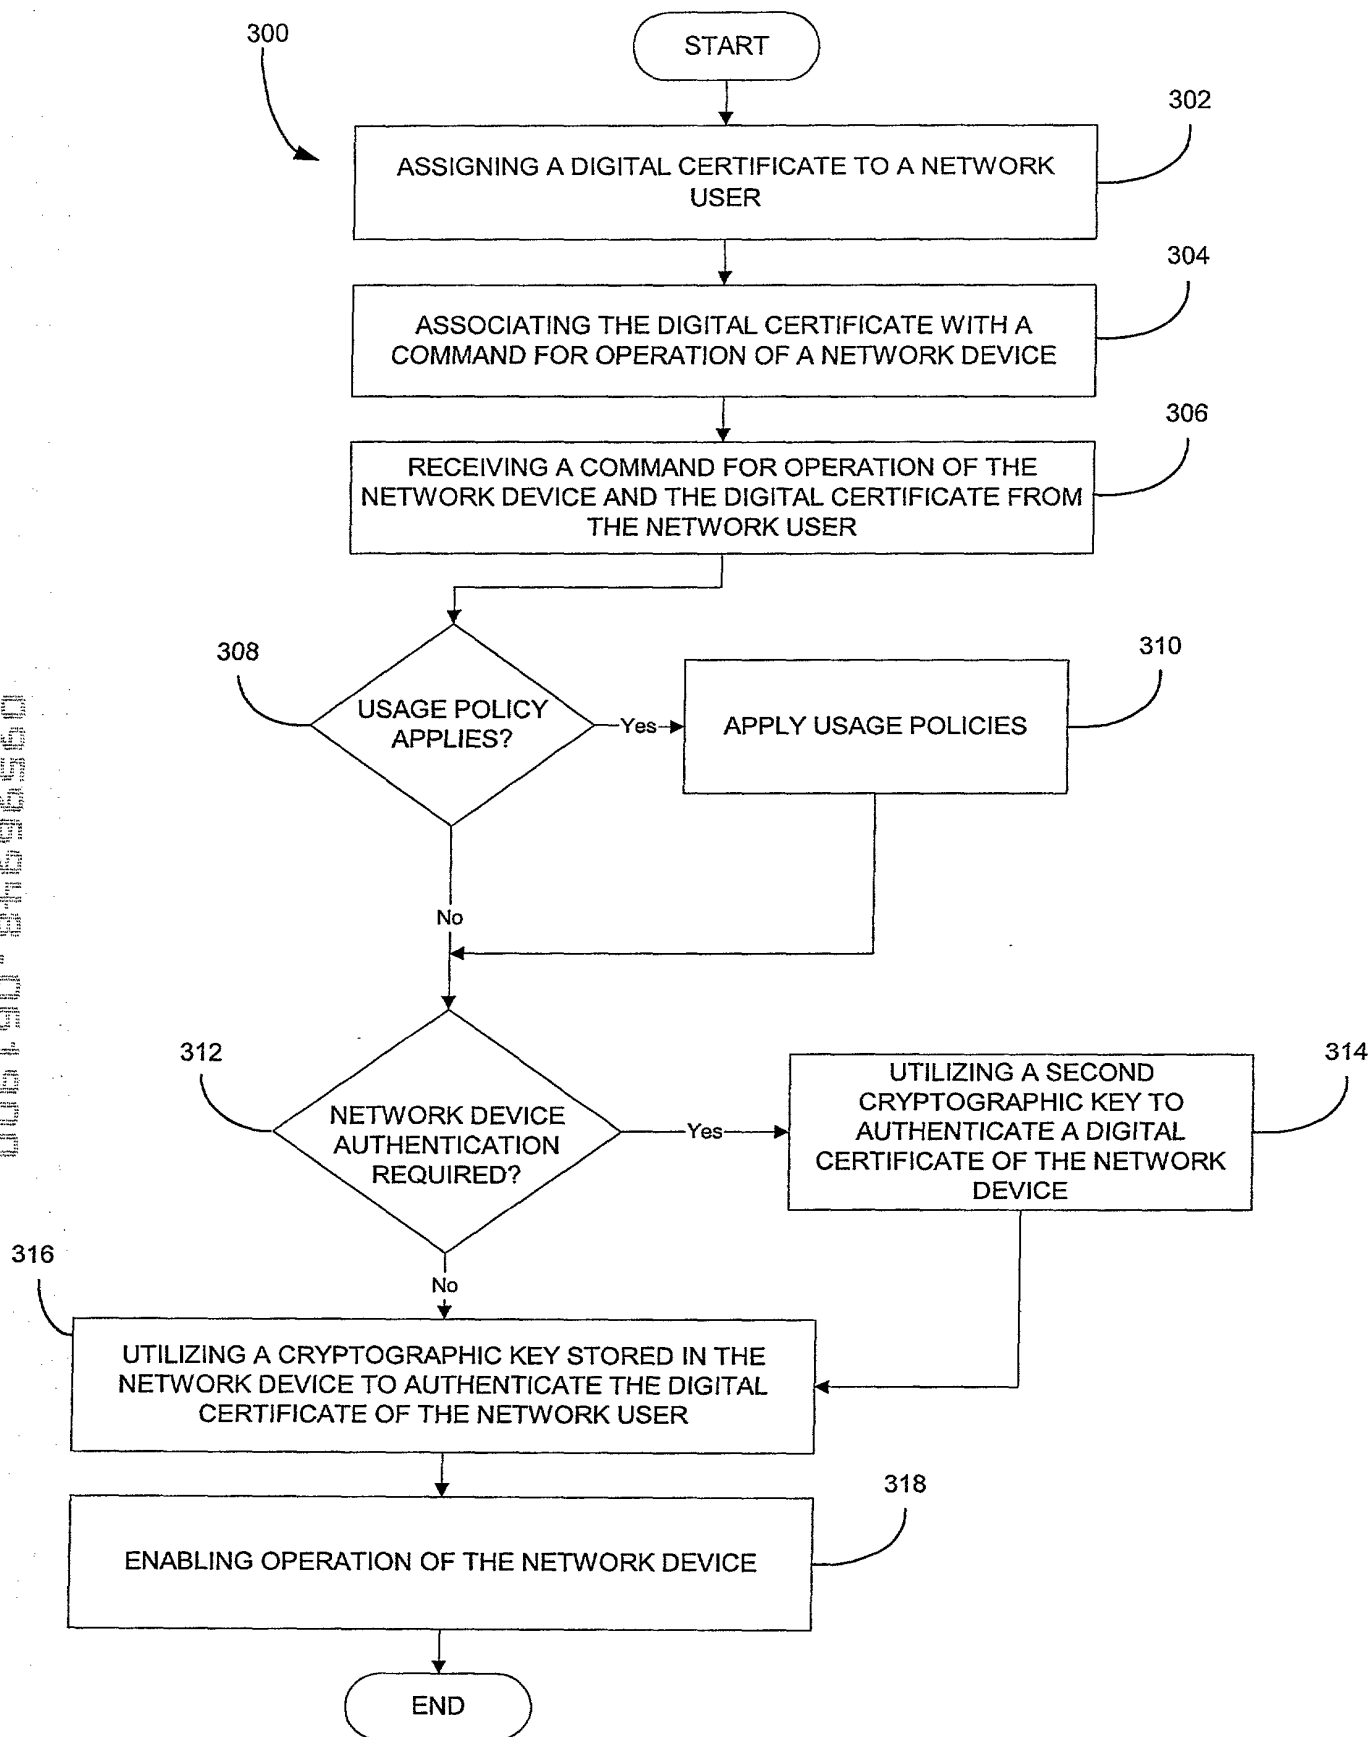 300
START
302
ASSIGNING A DIGITAL CERTIFICATE TO A NETWORK
USER
304
ASSOCIATING THE DIGITAL CERTIFICATE WITH A
COMMAND FOR OPERATION OF A NETWORK DEVICE
306
RECEIVING A COMMAND FOR OPERATION OF THE
NETWORK DEVICE AND THE DIGITAL CERTIFICATE FROM
THE NETWORK USER
308
USAGE POLICY
APPLIES?
Yes
310
APPLY USAGE POLICIES
No
312
NETWORK DEVICE
AUTHENTICATION
REQUIRED?
Yes
314
UTILIZING A SECOND
CRYPTOGRAPHIC KEY TO
AUTHENTICATE A DIGITAL
CERTIFICATE OF THE NETWORK
DEVICE
No
316
UTILIZING A CRYPTOGRAPHIC KEY STORED IN THE
NETWORK DEVICE TO AUTHENTICATE THE DIGITAL
CERTIFICATE OF THE NETWORK USER
318
ENABLING OPERATION OF THE NETWORK DEVICE
END